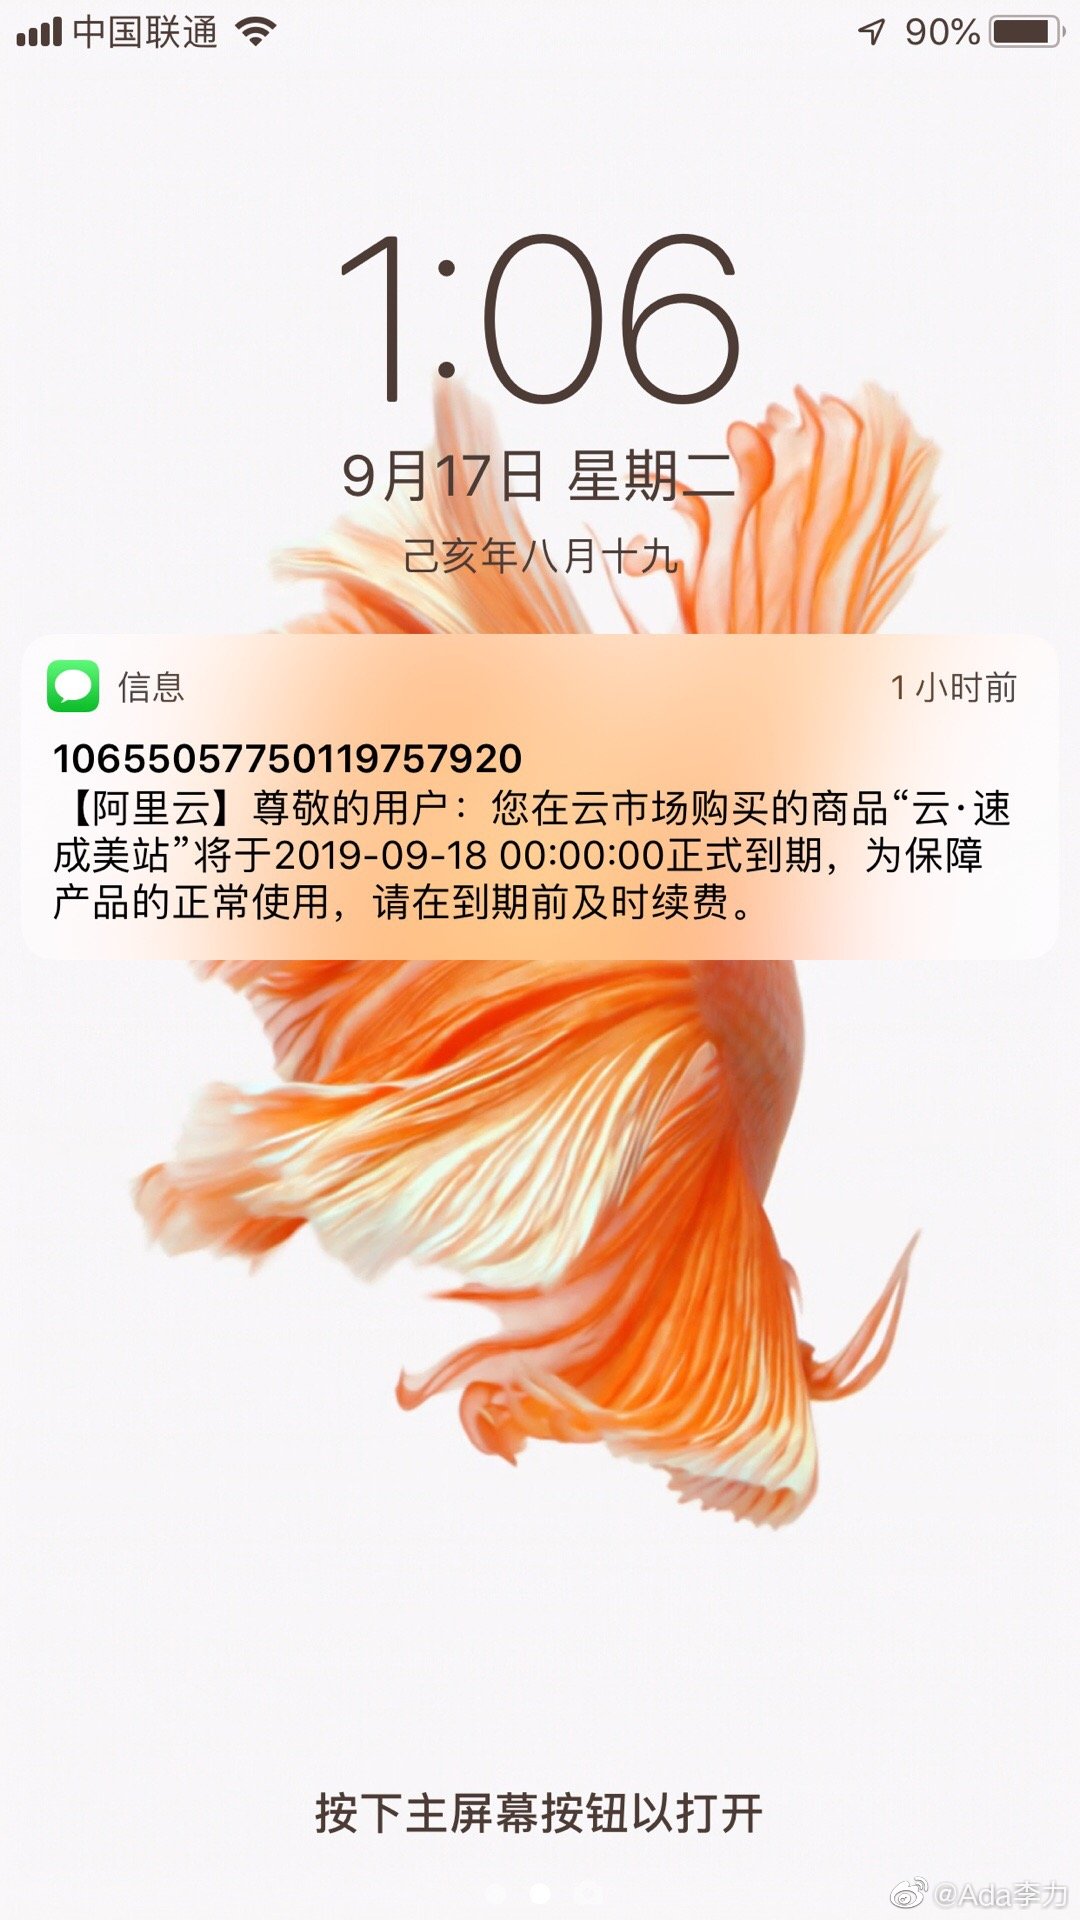 中国联通
90%
1:06
9月17日 星期二
己亥年八月十九
信息
1 小时前
10655057750119757920
【阿里云】尊敬的用户：您在云市场购买的商品“云·速
成美站”将于2019-09-18 00:00:00正式到期，为保障
产品的正常使用，请在到期前及时续费。
按下主屏幕按钮以打开
@Ada李力